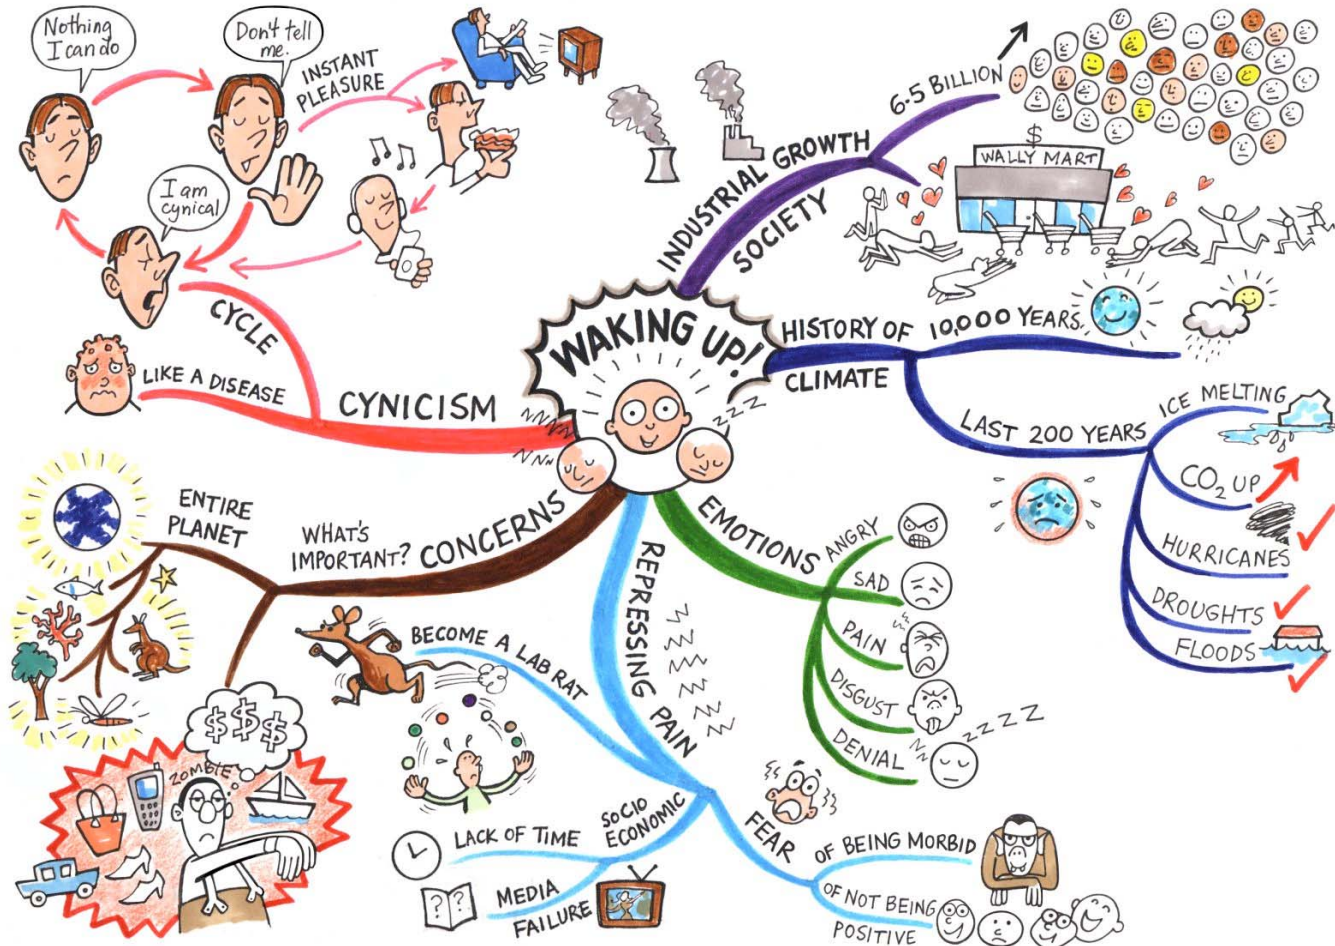 Nothing
I can do
Don't tell
me.
INSTANT
PLEASURE
I am
cynical
CYCLE
LIKE A DISEASE
CYNICISM
WAKING UP!
INDUSTRIAL GROWTH
SOCIETY
6.5 BILLION
$
WALLY MART
HISTORY OF
CLIMATE
10,000 YEARS
LAST 200 YEARS
ICE MELTING
CO₂ UP
HURRICANES
DROUGHTS
FLOODS
ZZZ
NNNN
NNN
EMOTIONS
ANGRY
SAD
PAIN
DISGUST
DENIAL
ZZZZ
REPRESSING PAIN
BECOME A LAB RAT
SOCIO
ECONOMIC
LACK OF TIME
MEDIA
FAILURE
? ?
FEAR
OF BEING MORBID
OF NOT BEING
POSITIVE
CONCERNS
WHAT'S
IMPORTANT?
ENTIRE
PLANET
$$$
ZOMBIE